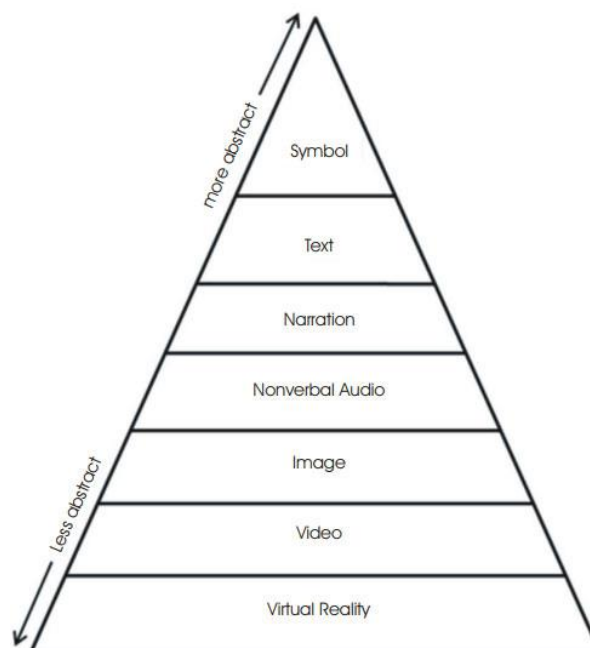 more abstract
Symbol
Text
Narration
Nonverbal Audio
Image
Less abstract
Video
Virtual Reality